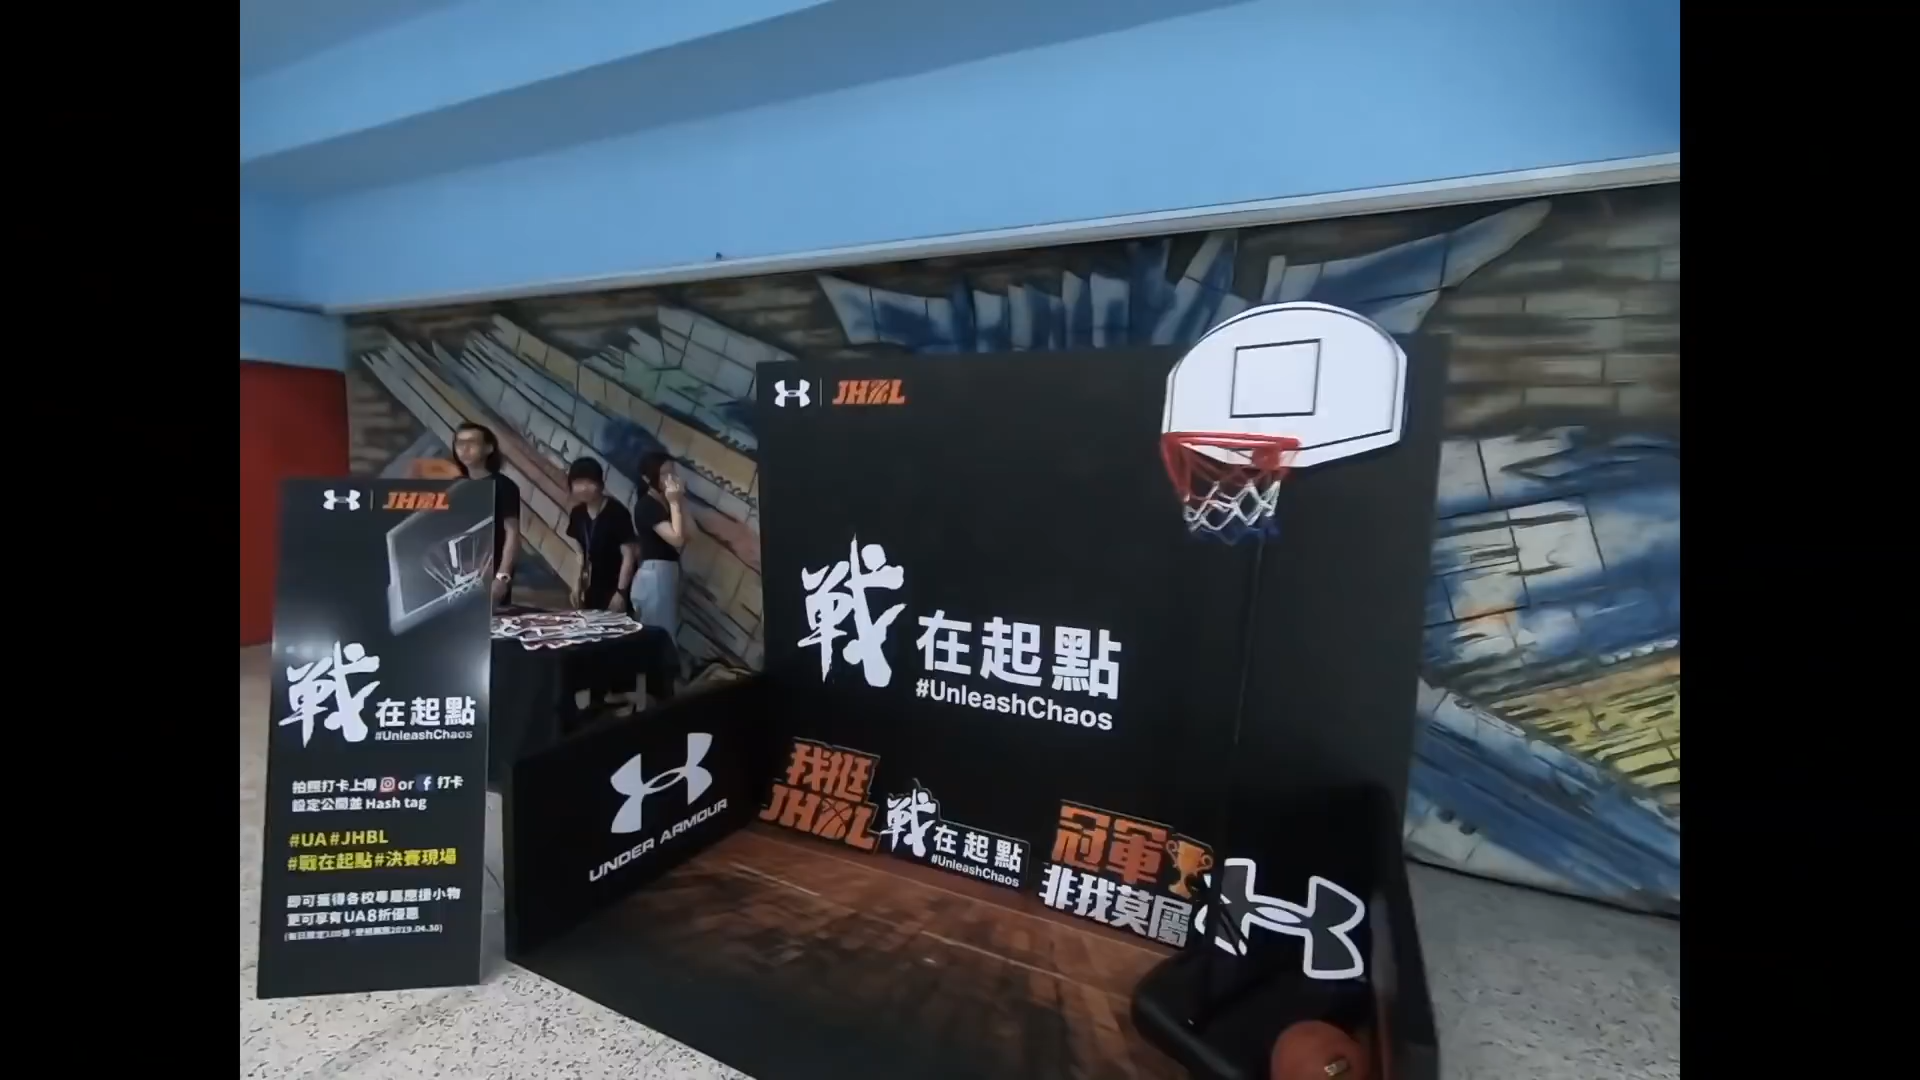 JHBL
戰在起點
#UnleashChaos
拍照打卡上傳 or f 打卡
設定公開並 Hash tag
#UA #JHBL
#戰在起點 #決賽現場
即可獲得各校專屬應援小物
更可享有UA8折優惠
JHBL
戰在起點
#UnleashChaos
UNDER ARMOUR
我挺
JHBL
戰在起點
#UnleashChaos
冠軍
非我莫屬